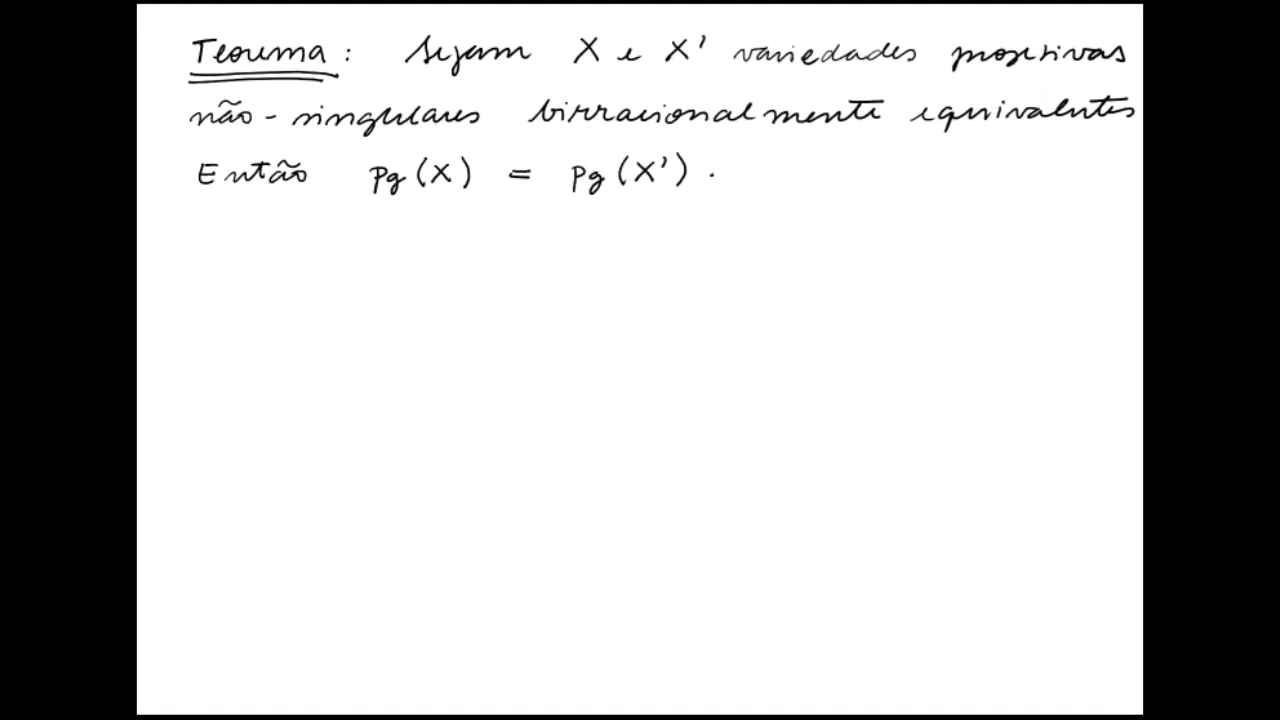 Teorema : Sejam X e X' variedades projetivas
não-singulares birracionalmente equivalentes
Então pg(X) = pg(X') .